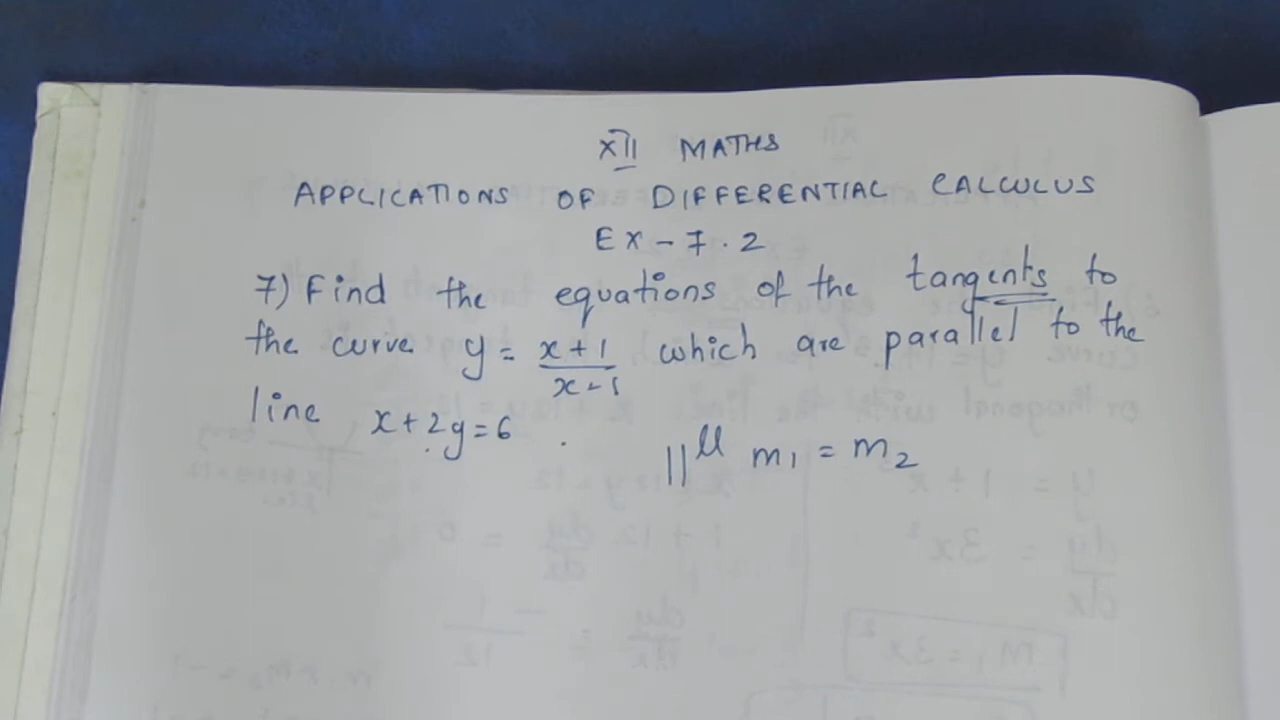 XII MATHS
APPLICATIONS OF DIFFERENTIAL CALCULUS
EX - 7.2
7) Find the equations of the tangents to
the curve y = x+1/x-1 which are parallel to the
line x+2y=6 .
||ll m1 = m2